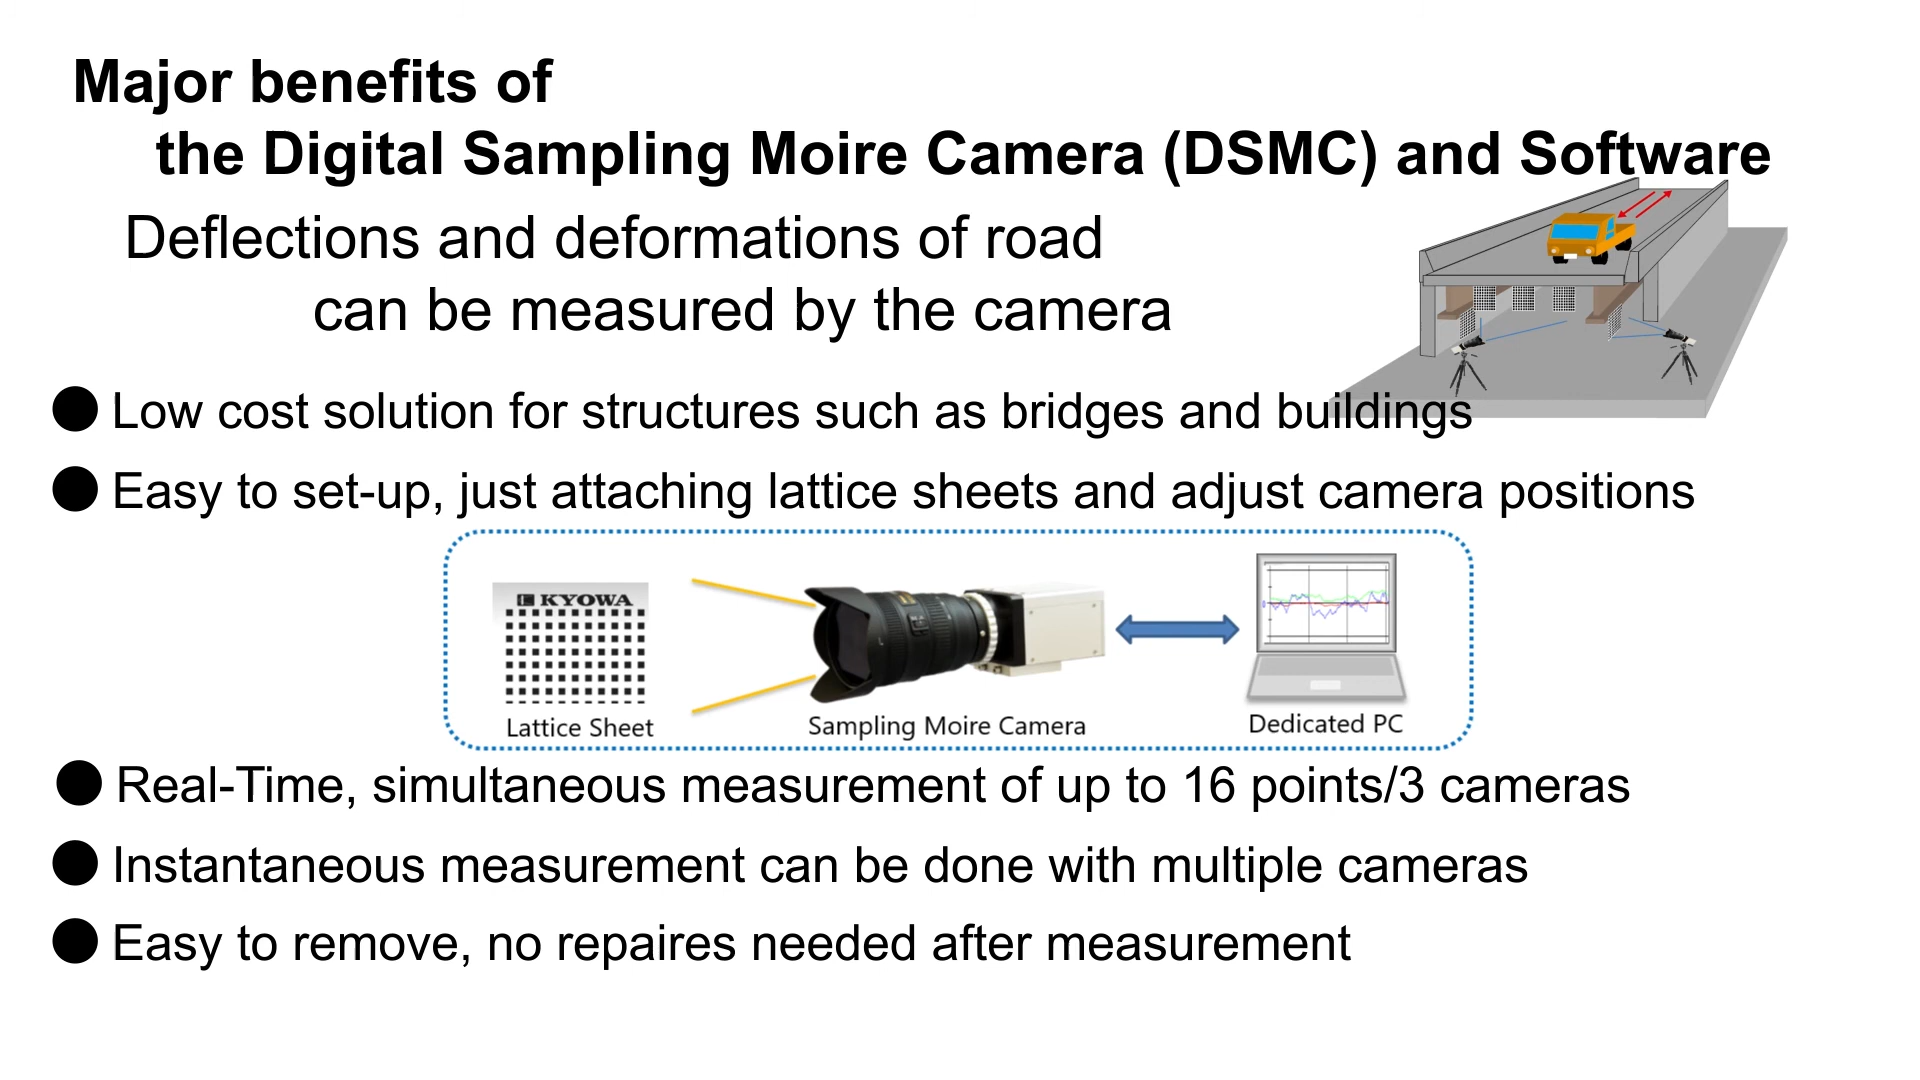 Major benefits of
the Digital Sampling Moire Camera (DSMC) and Software
Deflections and deformations of road
can be measured by the camera
● Low cost solution for structures such as bridges and buildings
● Easy to set-up, just attaching lattice sheets and adjust camera positions
KYOWA
Lattice Sheet
Sampling Moire Camera
Dedicated PC
● Real-Time, simultaneous measurement of up to 16 points/3 cameras
● Instantaneous measurement can be done with multiple cameras
● Easy to remove, no repaires needed after measurement